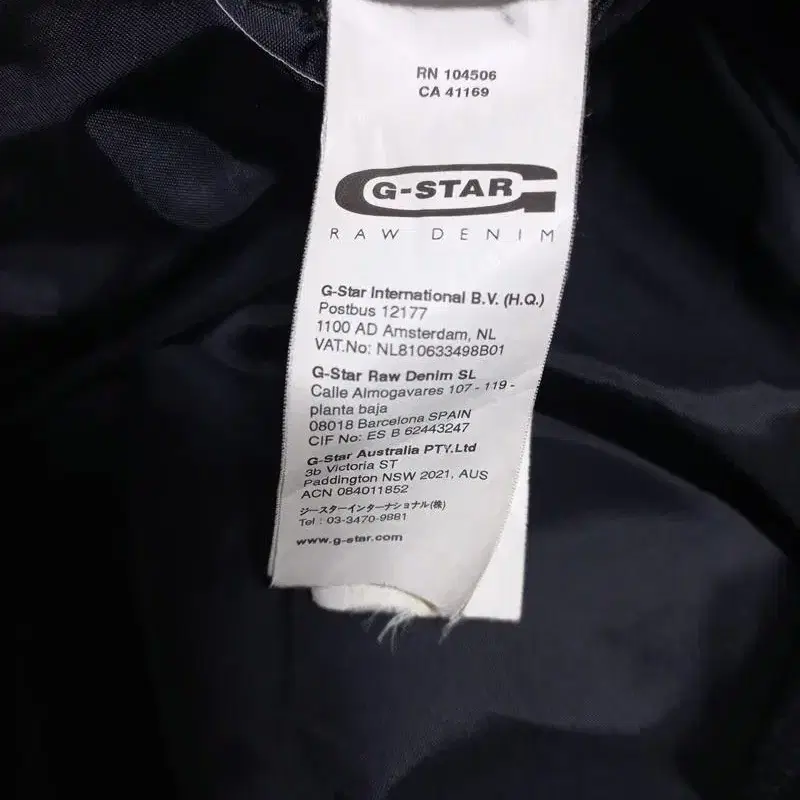 RN 104506
CA 41169
G-STAR
RAW DENIM
G-Star International B.V. (H.Q.)
Postbus 12177
1100 AD Amsterdam, NL
VAT.No: NL810633498B01
G-Star Raw Denim SL
Calle Almogavares 107 - 119 -
planta baja
08018 Barcelona SPAIN
CIF No: ES B 62443247
G-Star Australia PTY.Ltd
3b Victoria ST
Paddington NSW 2021, AUS
ACN 084011852
ジースターインターナショナル(株)
Tel : 03-3470-9881
www.g-star.com